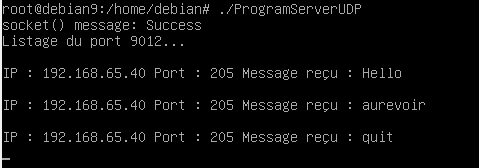 root@debian9:/home/debian# ./ProgramServerUDP
socket() message: Success
Listage du port 9012...
IP : 192.168.65.40 Port : 205 Message reçu : Hello
IP : 192.168.65.40 Port : 205 Message reçu : aurevoir
IP : 192.168.65.40 Port : 205 Message reçu : quit